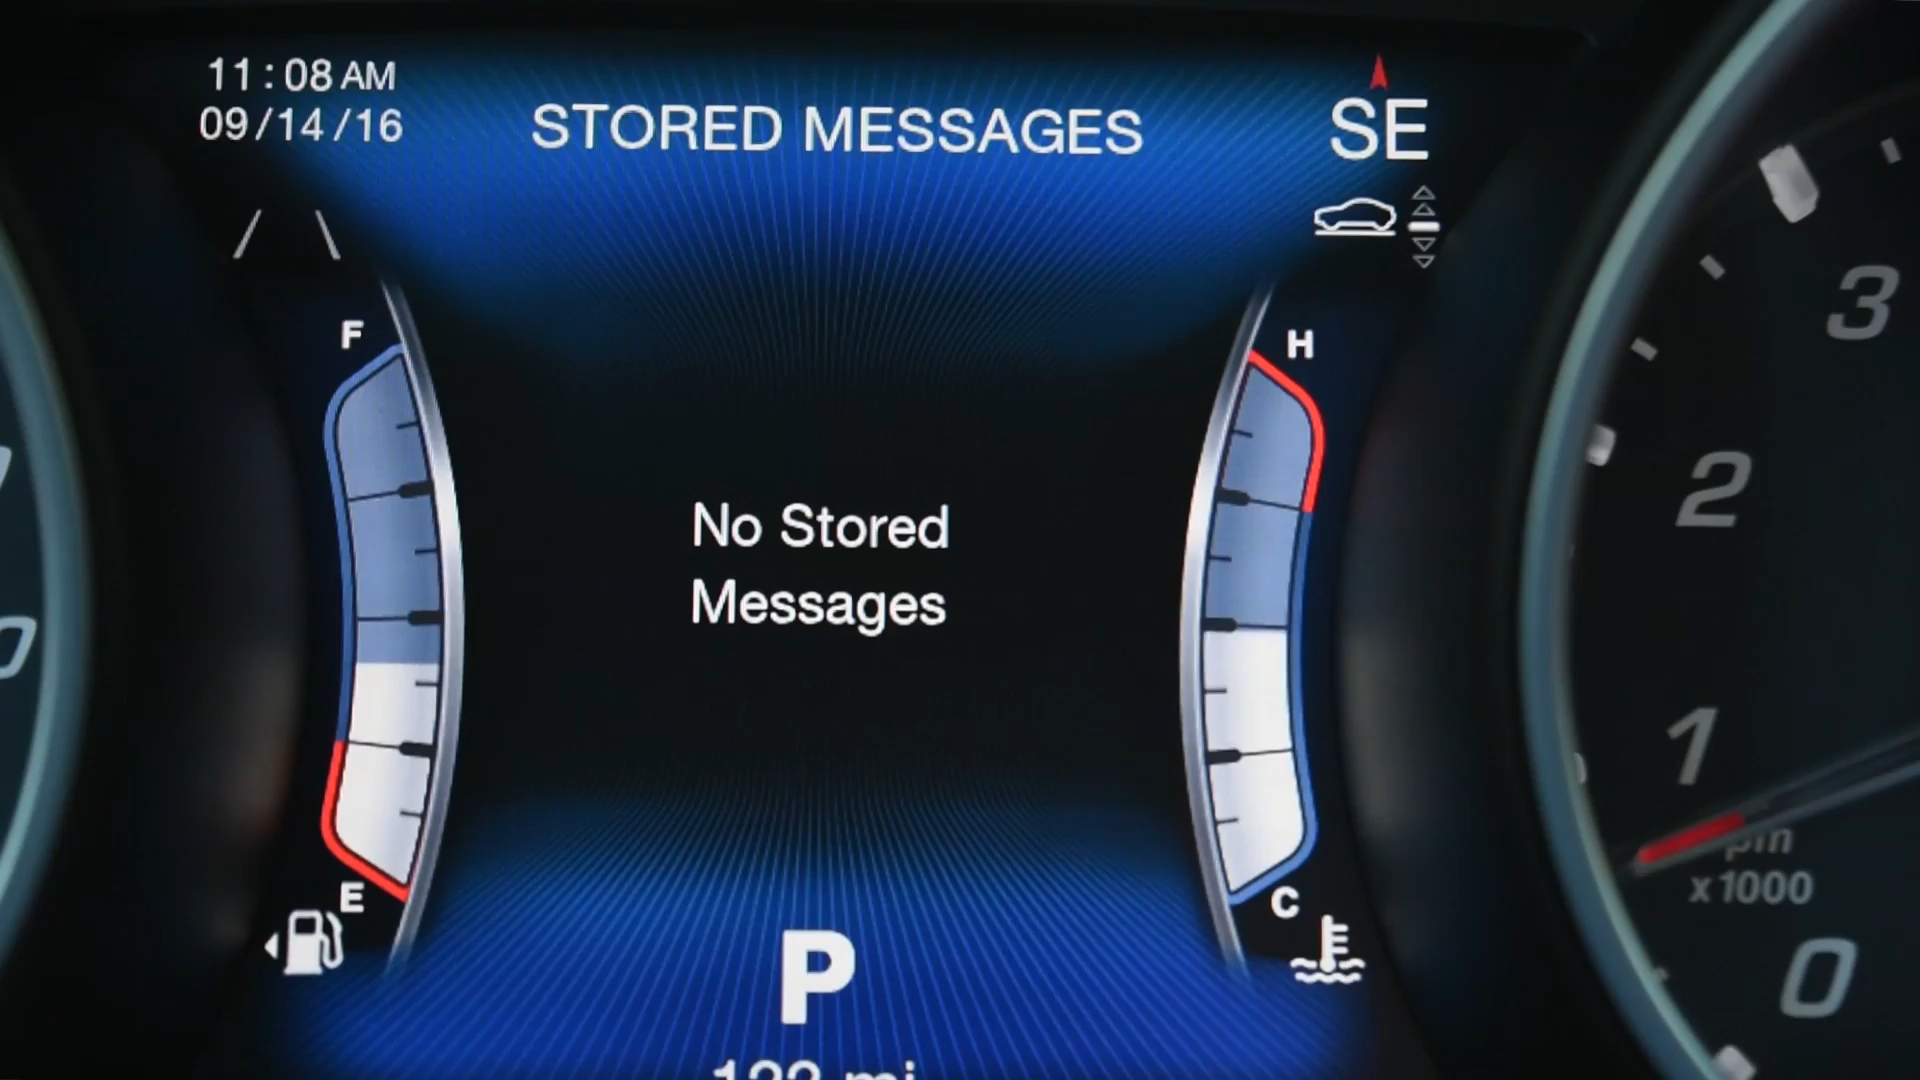 11:08 AM
09/14/16
STORED MESSAGES
SE
F
H
No Stored
Messages
E
C
P
3
2
1
x1000
0